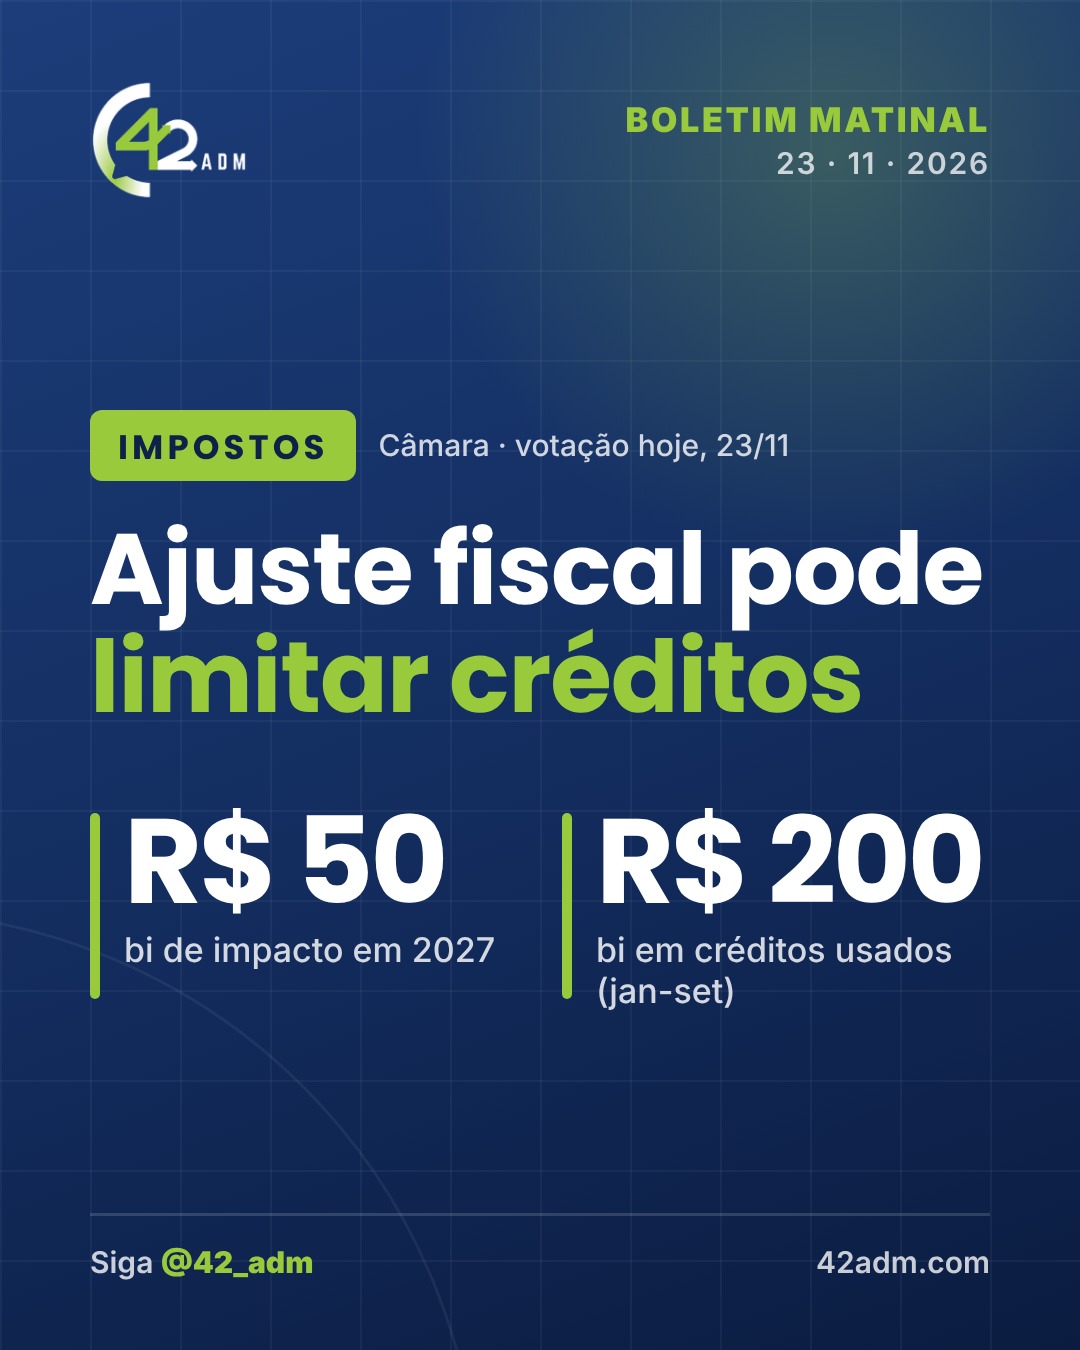 42 ADM
BOLETIM MATINAL
23 · 11 · 2026
IMPOSTOS
Câmara · votação hoje, 23/11
Ajuste fiscal pode
limitar créditos
R$ 50
bi de impacto em 2027
R$ 200
bi em créditos usados
(jan-set)
Siga @42_adm
42adm.com